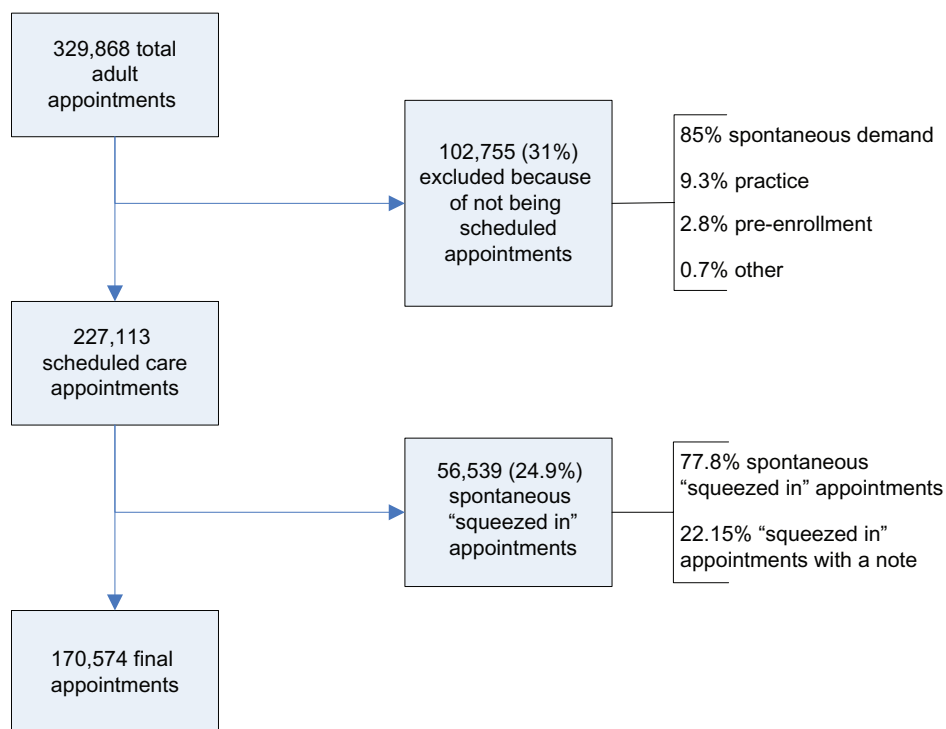 329,868 total
adult
appointments
102,755 (31%)
excluded because
of not being
scheduled
appointments
85% spontaneous demand
9.3% practice
2.8% pre-enrollment
0.7% other
227,113
scheduled care
appointments
56,539 (24.9%)
spontaneous
“squeezed in”
appointments
77.8% spontaneous
“squeezed in” appointments
22.15% “squeezed in”
appointments with a note
170,574 final
appointments